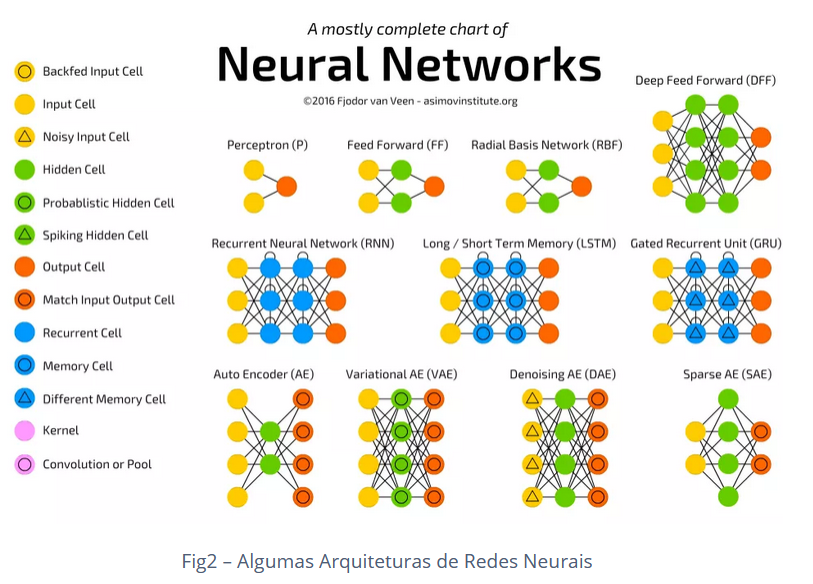 A mostly complete chart of
Neural Networks
©2016 Fjodor van Veen - asimovinstitute.org
Backfed Input Cell
Input Cell
Noisy Input Cell
Hidden Cell
Probablistic Hidden Cell
Spiking Hidden Cell
Output Cell
Match Input Output Cell
Recurrent Cell
Memory Cell
Different Memory Cell
Kernel
Convolution or Pool
Deep Feed Forward (DFF)
Perceptron (P)
Feed Forward (FF)
Radial Basis Network (RBF)
Recurrent Neural Network (RNN)
Long / Short Term Memory (LSTM)
Gated Recurrent Unit (GRU)
Auto Encoder (AE)
Variational AE (VAE)
Denoising AE (DAE)
Sparse AE (SAE)
Fig2 – Algumas Arquiteturas de Redes Neurais